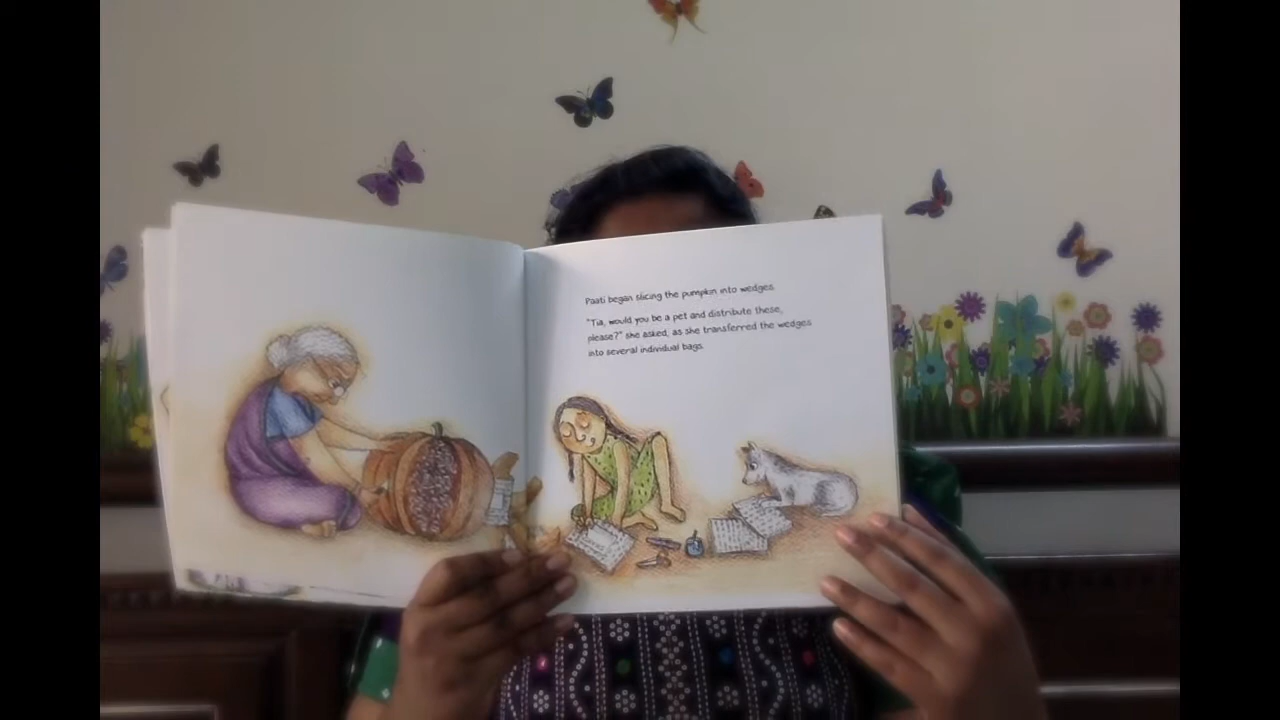 Paati began slicing the pumpkin into wedges.
"Tia, would you be a pet and distribute these,
please?" she asked, as she transferred the wedges
into several individual bags.